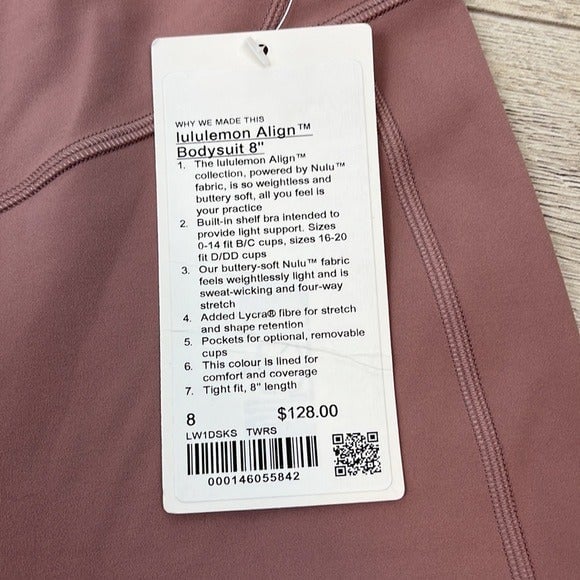 WHY WE MADE THIS
lululemon Align™
Bodysuit 8"
1. The lululemon Align™
collection, powered by Nulu™
fabric, is so weightless and
buttery soft, all you feel is
your practice
2. Built-in shelf bra intended to
provide light support. Sizes
0-14 fit B/C cups, sizes 16-20
fit D/DD cups
3. Our buttery-soft Nulu™ fabric
feels weightlessly light and is
sweat-wicking and four-way
stretch
4. Added Lycra® fibre for stretch
and shape retention
5. Pockets for optional, removable
cups
6. This colour is lined for
comfort and coverage
7. Tight fit, 8" length
8 $128.00
LW1DSKS TWRS
000146055842